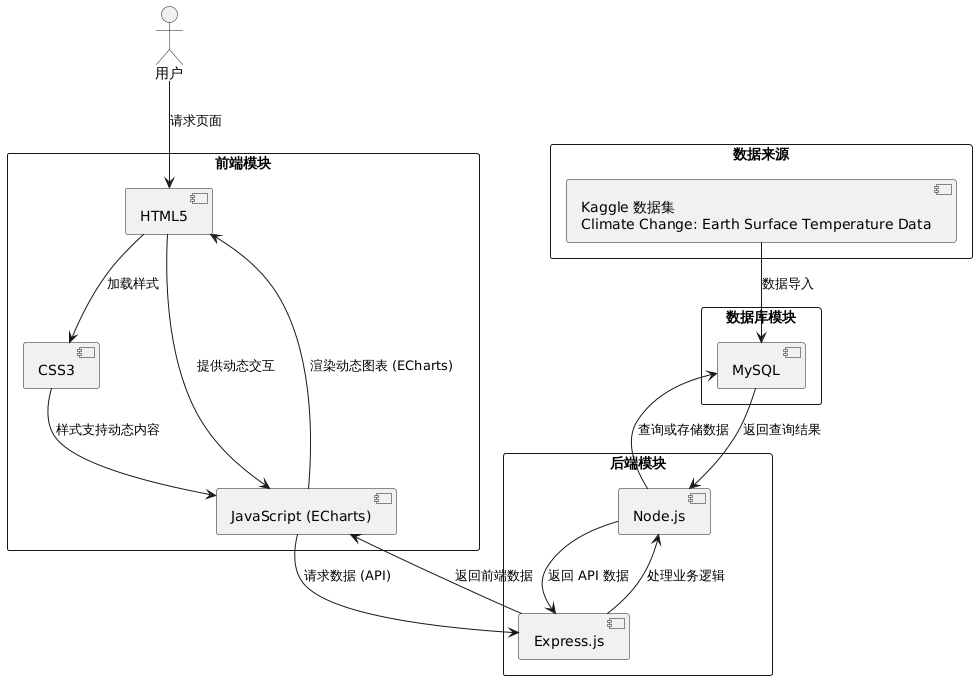 用户
请求页面
前端模块
数据来源
HTML5
Kaggle 数据集
Climate Change: Earth Surface Temperature Data
加载样式
数据导入
数据库模块
CSS3
提供动态交互
渲染动态图表 (ECharts)
MySQL
样式支持动态内容
查询或存储数据
返回查询结果
后端模块
JavaScript (ECharts)
Node.js
请求数据 (API)
返回前端数据
返回 API 数据
处理业务逻辑
Express.js